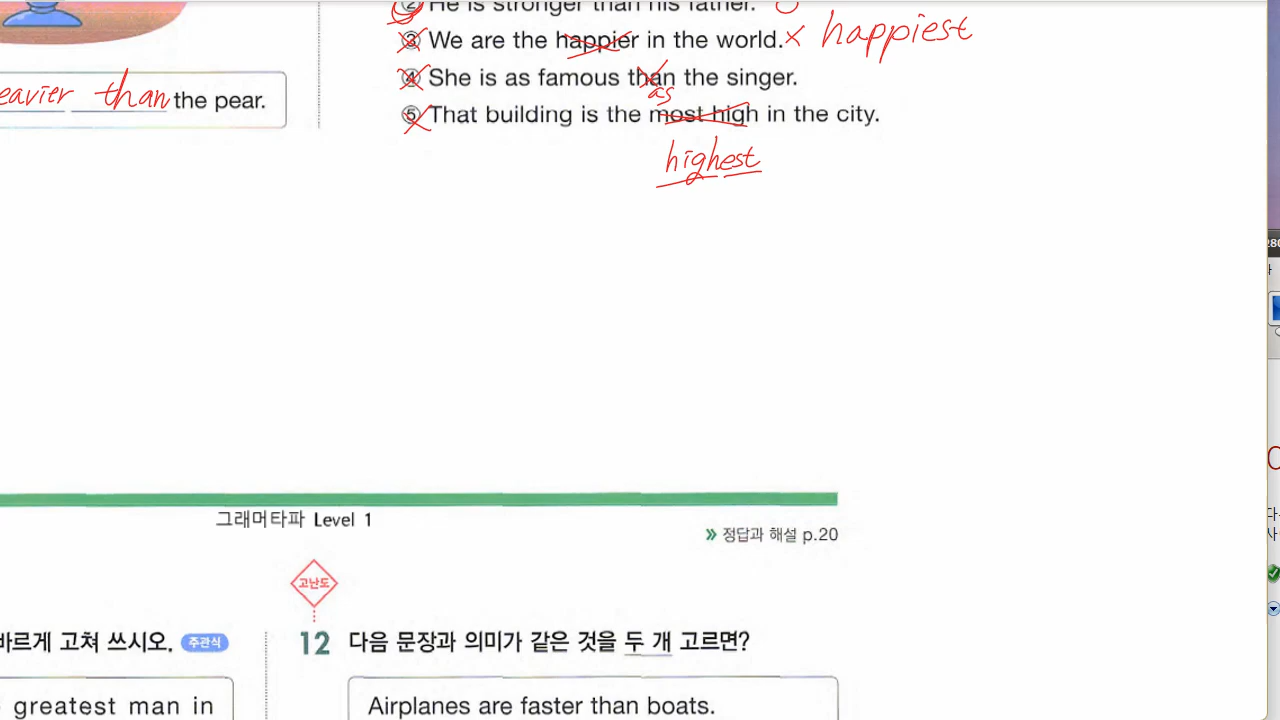 ② He is stronger than his father.
③ We are the happier in the world. × happiest
eavier than the pear.
④ She is as famous than the singer.
as
⑤ That building is the most high in the city.
highest
그래머타파 Level 1
» 정답과 해설 p.20
고난도
바르게 고쳐 쓰시오. 주관식
12 다음 문장과 의미가 같은 것을 두 개 고르면?
greatest man in
Airplanes are faster than boats.